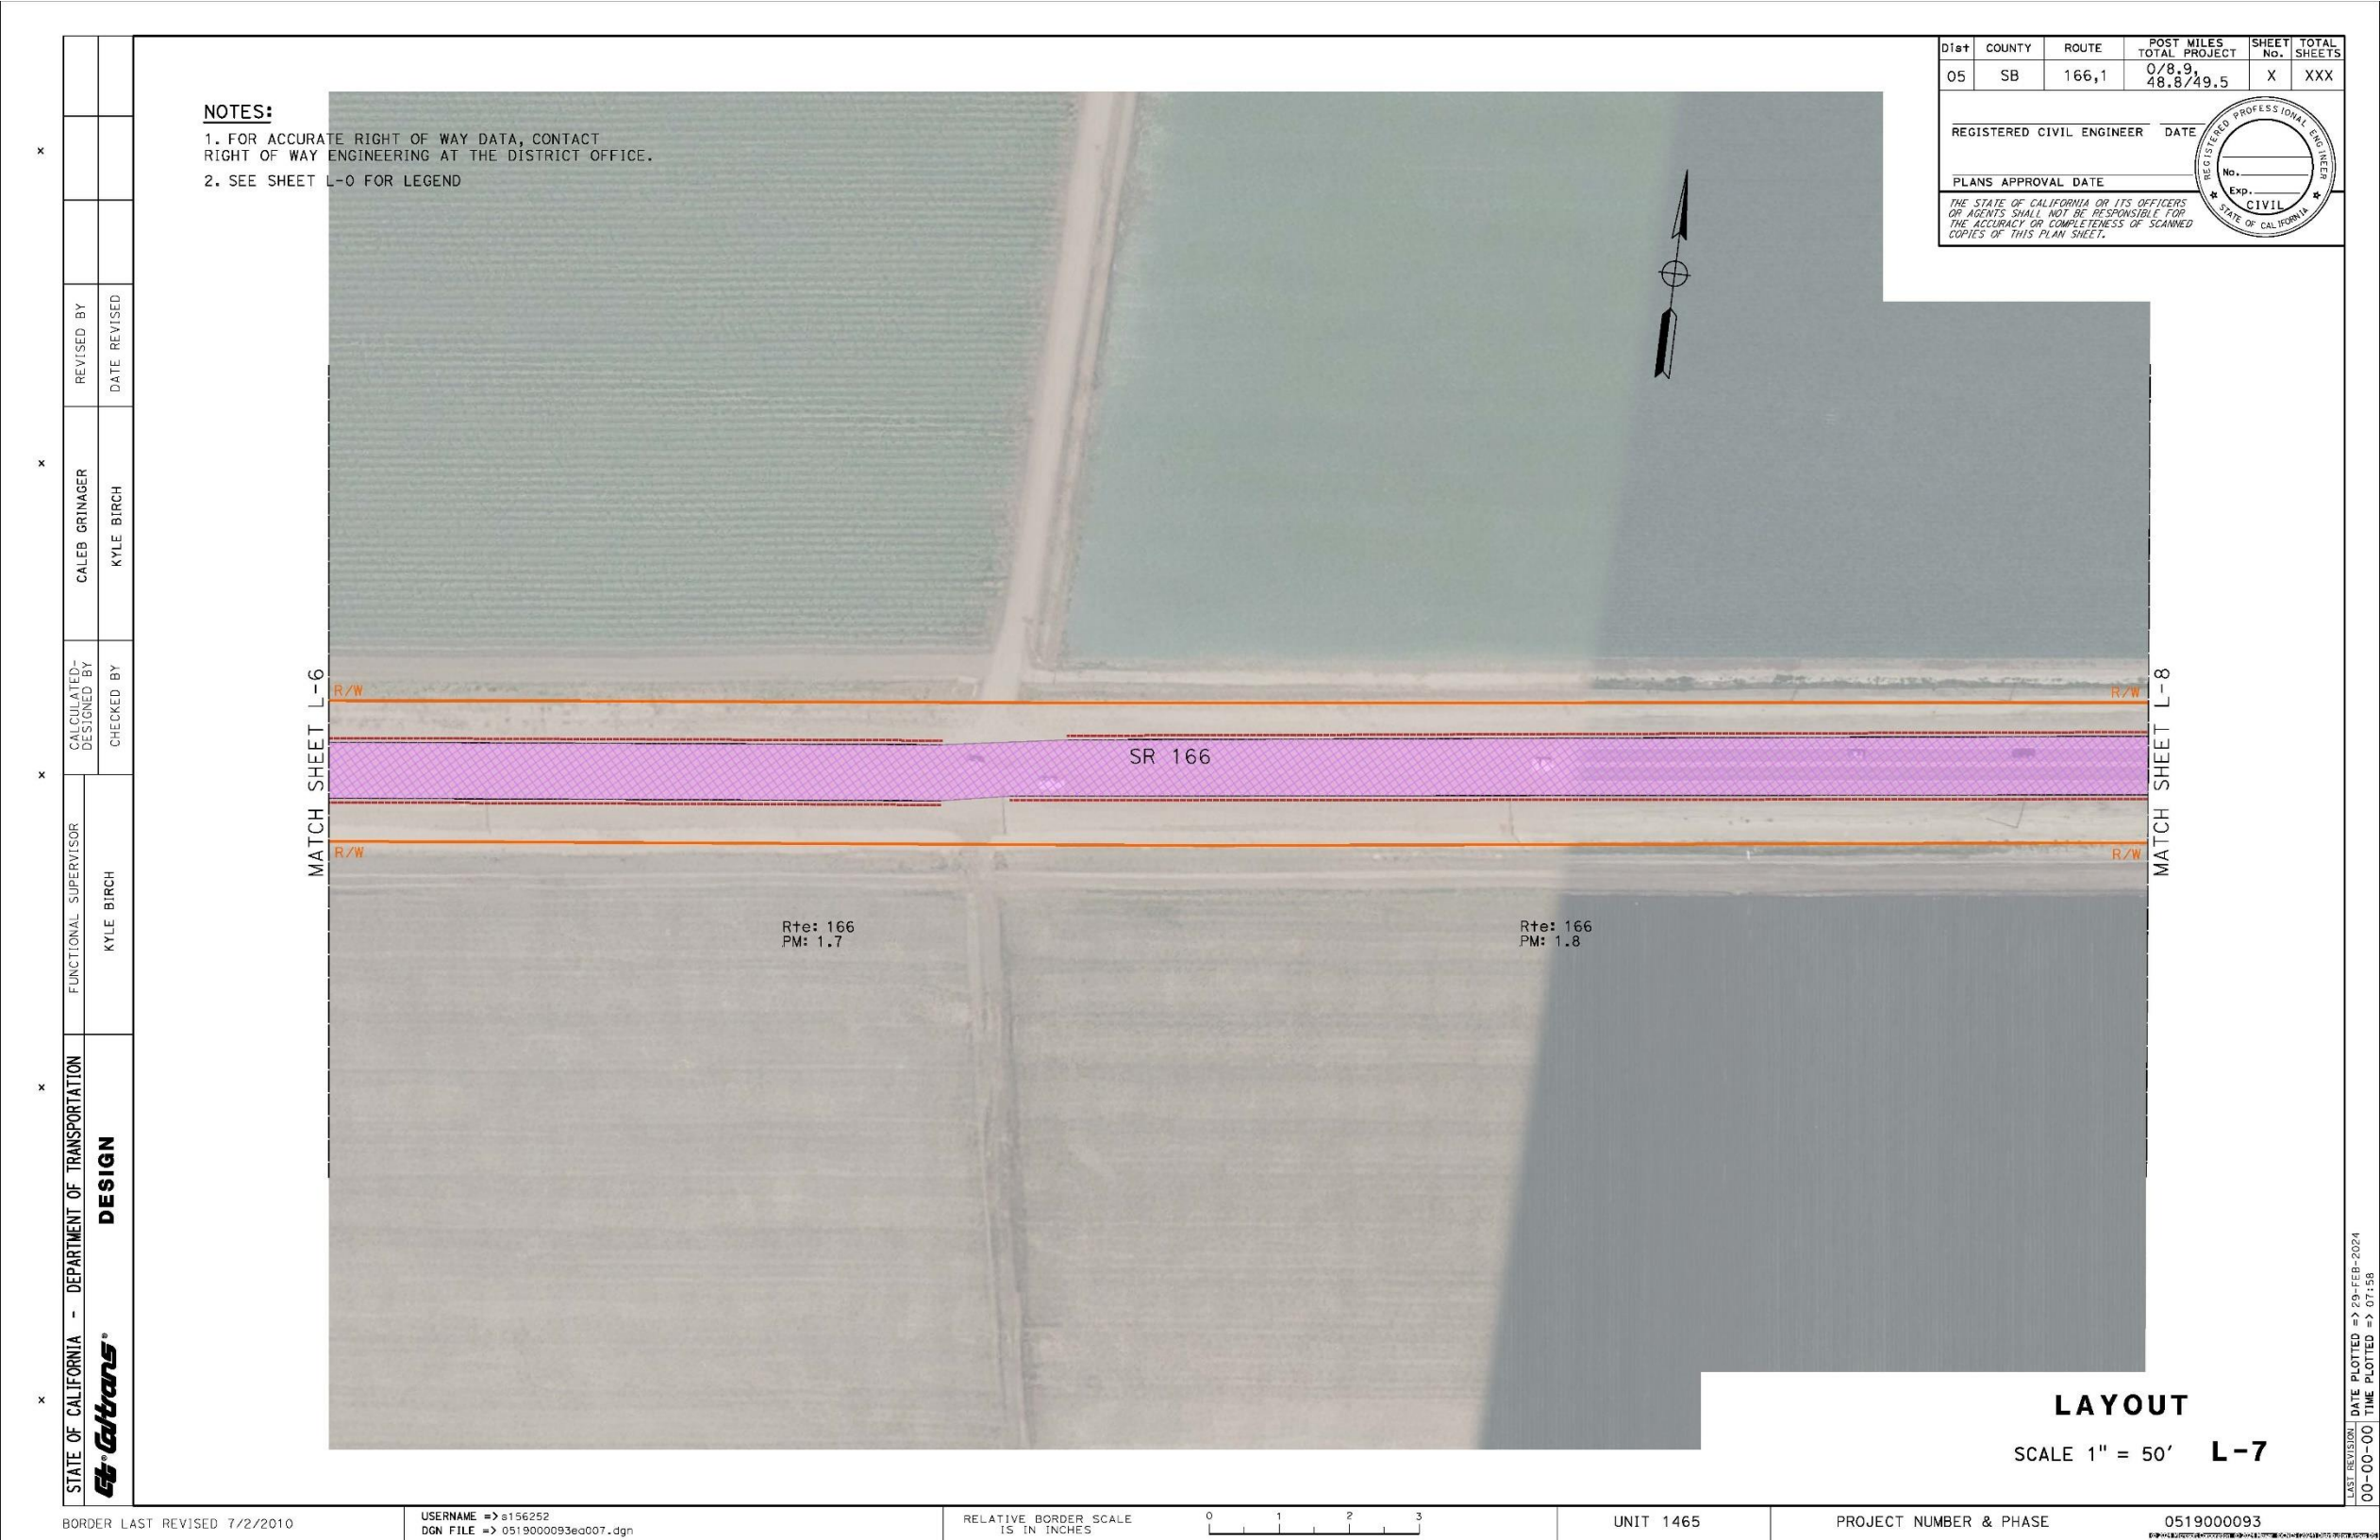 Dist COUNTY ROUTE POST MILES TOTAL PROJECT SHEET No. TOTAL SHEETS
05 SB 166,1 0/8.9, 48.8/49.5 X XXX
REGISTERED CIVIL ENGINEER DATE
PLANS APPROVAL DATE
THE STATE OF CALIFORNIA OR ITS OFFICERS
OR AGENTS SHALL NOT BE RESPONSIBLE FOR
THE ACCURACY OR COMPLETENESS OF SCANNED
COPIES OF THIS PLAN SHEET.
REGISTERED PROFESSIONAL ENGINEER
No.
Exp.
CIVIL
STATE OF CALIFORNIA
NOTES:
1. FOR ACCURATE RIGHT OF WAY DATA, CONTACT
RIGHT OF WAY ENGINEERING AT THE DISTRICT OFFICE.
2. SEE SHEET L-0 FOR LEGEND
REVISED BY
DATE REVISED
CALEB GRINAGER
KYLE BIRCH
CALCULATED-
DESIGNED BY
CHECKED BY
FUNCTIONAL SUPERVISOR
KYLE BIRCH
STATE OF CALIFORNIA - DEPARTMENT OF TRANSPORTATION
DESIGN
Caltrans
MATCH SHEET L-6
R/W
R/W
SR 166
R/W
R/W
MATCH SHEET L-8
Rte: 166
PM: 1.7
Rte: 166
PM: 1.8
LAYOUT
SCALE 1" = 50' L-7
LAST REVISION
00-00-00
DATE PLOTTED => 29-FEB-2024
TIME PLOTTED => 07:58
BORDER LAST REVISED 7/2/2010
USERNAME => s156252
DGN FILE => 0519000093ea007.dgn
RELATIVE BORDER SCALE
IS IN INCHES
0 1 2 3
UNIT 1465
PROJECT NUMBER & PHASE
0519000093